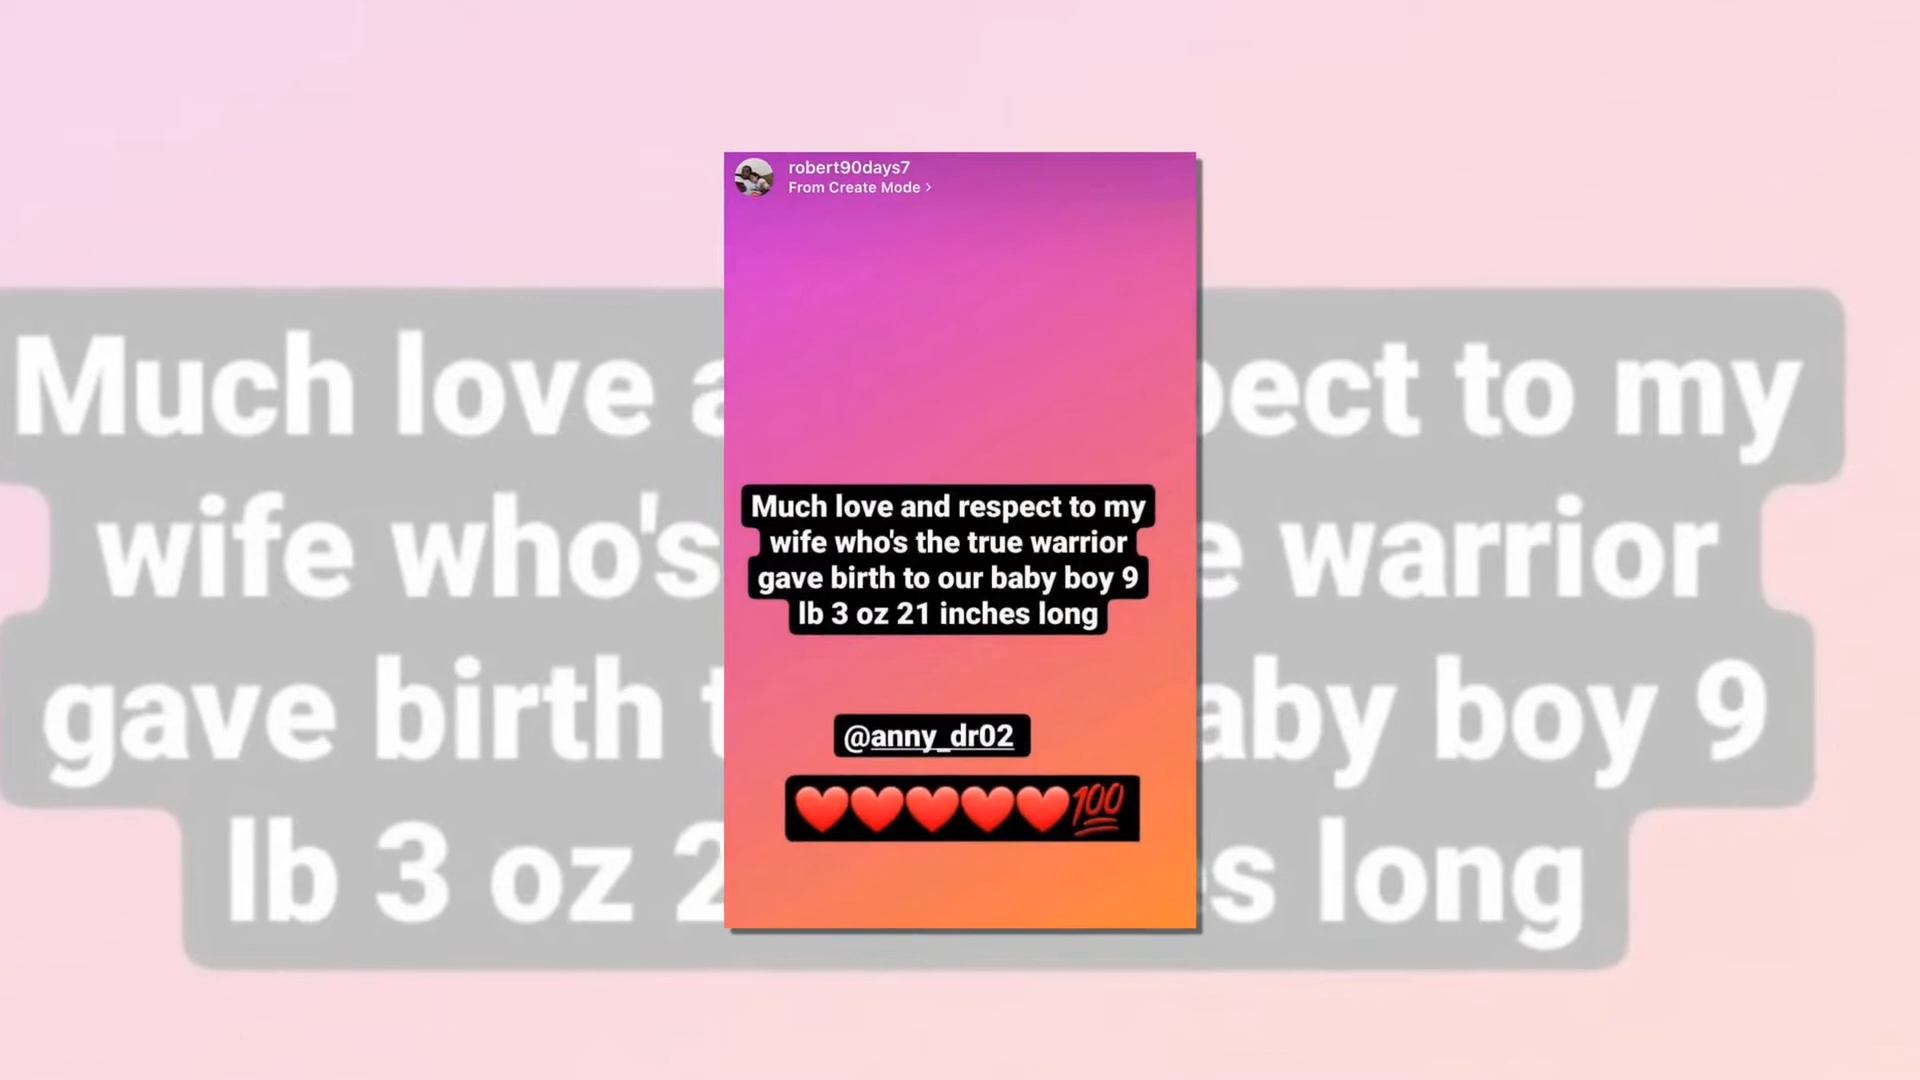 robert90days7
From Create Mode ›
Much love and respect to my
wife who's the true warrior
gave birth to our baby boy 9
lb 3 oz 21 inches long
@anny_dr02
❤️❤️❤️❤️❤️💯
Much love a pect to my
wife who's e warrior
gave birth t aby boy 9
lb 3 oz 2 s long